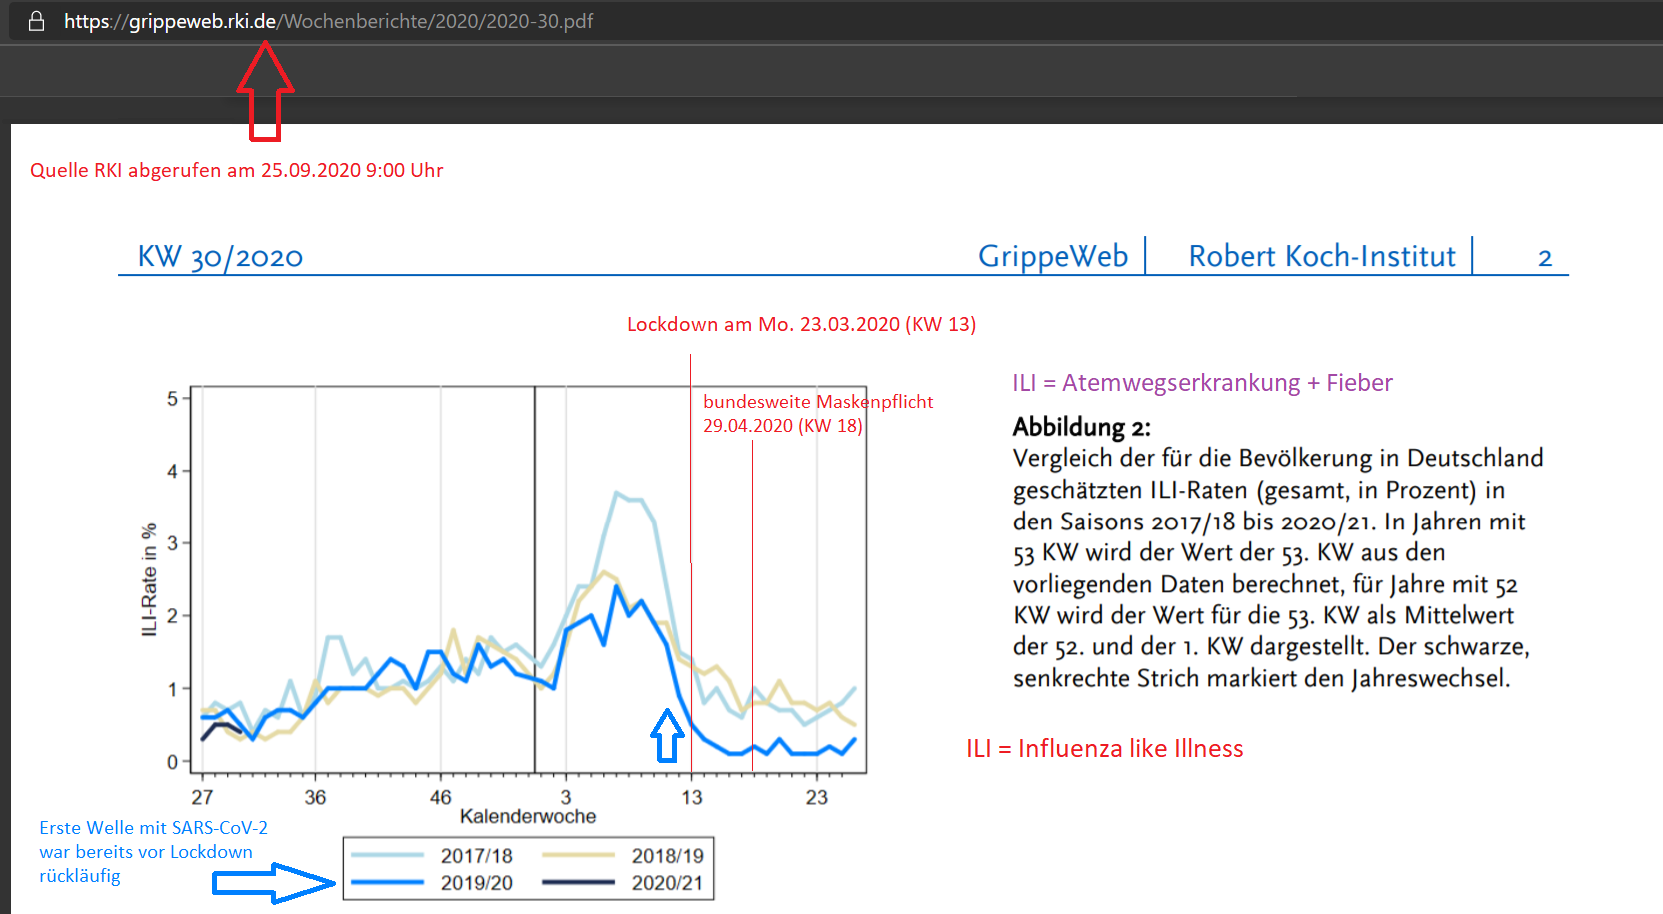 https://grippeweb.rki.de/Wochenberichte/2020/2020-30.pdf
Quelle RKI abgerufen am 25.09.2020 9:00 Uhr
KW 30/2020
GrippeWeb
Robert Koch-Institut
2
Lockdown am Mo. 23.03.2020 (KW 13)
bundesweite Maskenpflicht
29.04.2020 (KW 18)
5
4
3
2
1
0
ILI-Rate in %
27
36
46
3
13
23
Kalenderwoche
2017/18
2018/19
2019/20
2020/21
Erste Welle mit SARS-CoV-2
war bereits vor Lockdown
rückläufig
ILI = Atemwegserkrankung + Fieber
Abbildung 2:
Vergleich der für die Bevölkerung in Deutschland
geschätzten ILI-Raten (gesamt, in Prozent) in
den Saisons 2017/18 bis 2020/21. In Jahren mit
53 KW wird der Wert der 53. KW aus den
vorliegenden Daten berechnet, für Jahre mit 52
KW wird der Wert für die 53. KW als Mittelwert
der 52. und der 1. KW dargestellt. Der schwarze,
senkrechte Strich markiert den Jahreswechsel.
ILI = Influenza like Illness